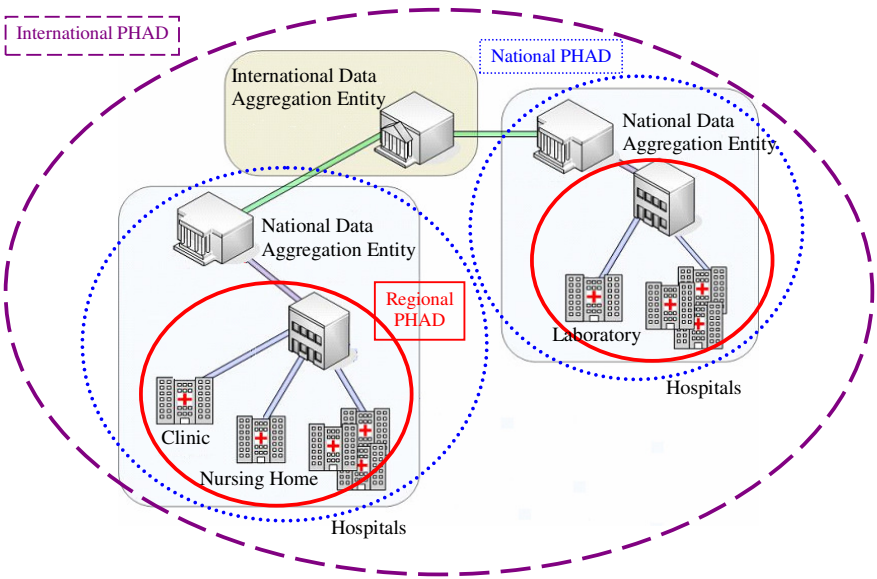 International PHAD
National PHAD
International Data
Aggregation Entity
National Data
Aggregation Entity
National Data
Aggregation Entity
Regional
PHAD
Laboratory
Hospitals
Clinic
Nursing Home
Hospitals